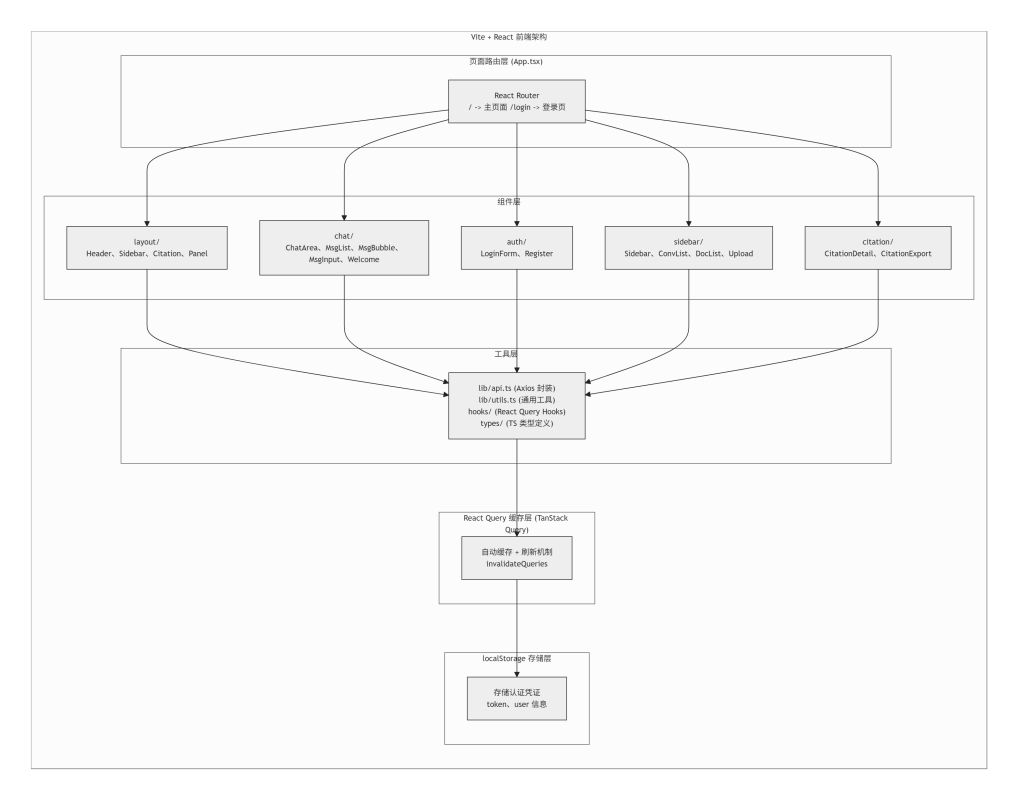 Vite + React 前端架构
页面路由层 (App.tsx)
React Router
/ -> 主页面 /login -> 登录页
组件层
layout/
Header、Sidebar、Citation、Panel
chat/
ChatArea、MsgList、MsgBubble、
MsgInput、Welcome
auth/
LoginForm、Register
sidebar/
Sidebar、ConvList、DocList、Upload
citation/
CitationDetail、CitationExport
工具层
lib/api.ts (Axios 封装)
lib/utils.ts (通用工具)
hooks/ (React Query Hooks)
types/ (TS 类型定义)
React Query 缓存层 (TanStack
Query)
自动缓存 + 刷新机制
invalidateQueries
localStorage 存储层
存储认证凭证
token、user 信息